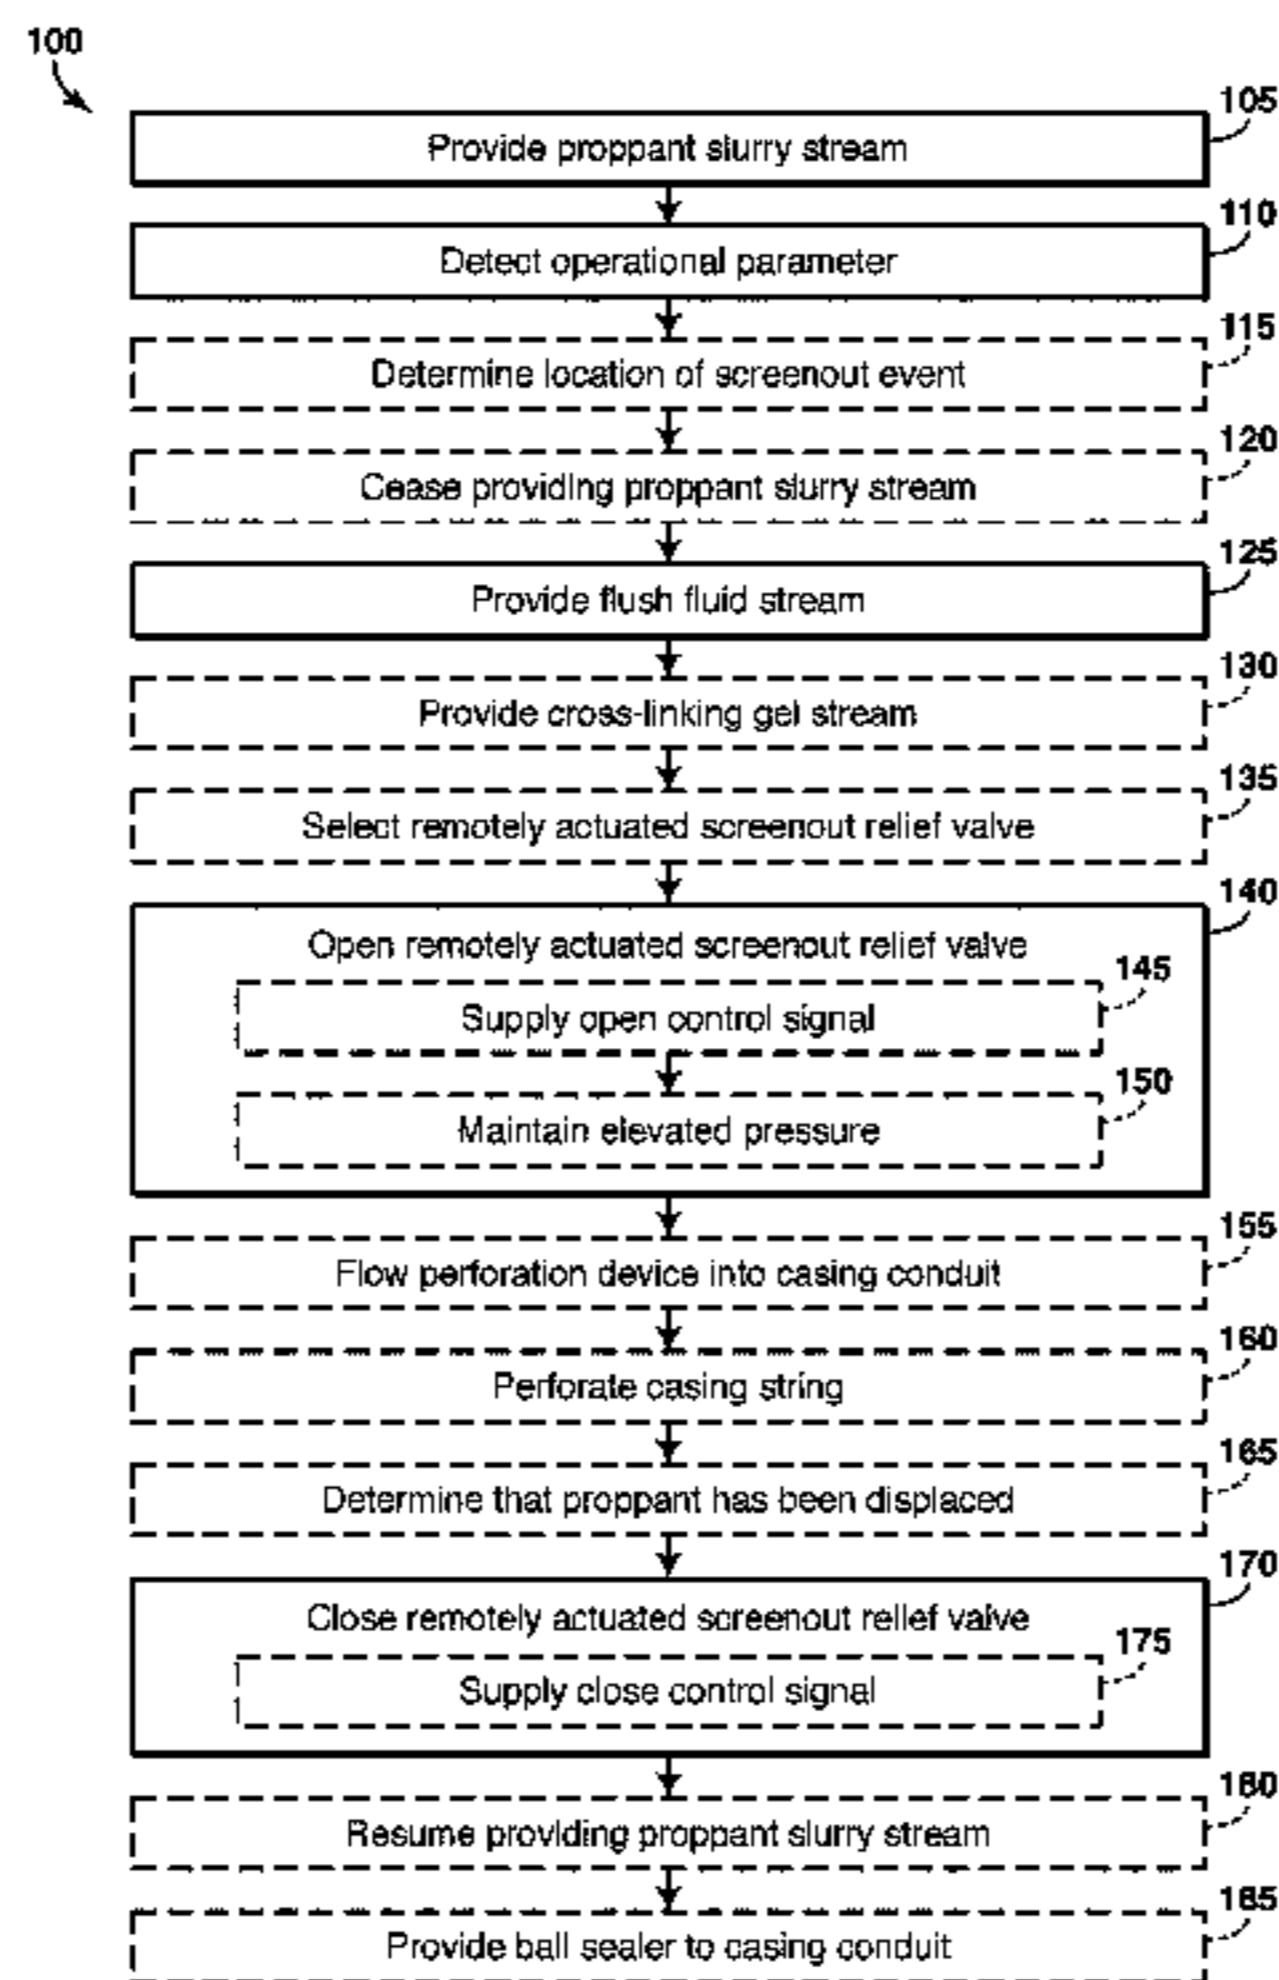 100
105
Provide proppant slurry stream
110
Detect operational parameter
115
Determine location of screenout event
120
Cease providing proppant slurry stream
125
Provide flush fluid stream
130
Provide cross-linking gel stream
135
Select remotely actuated screenout relief valve
140
Open remotely actuated screenout relief valve
145
Supply open control signal
150
Maintain elevated pressure
155
Flow perforation device into casing conduit
160
Perforate casing string
165
Determine that proppant has been displaced
170
Close remotely actuated screenout relief valve
175
Supply close control signal
180
Resume providing proppant slurry stream
185
Provide ball sealer to casing conduit